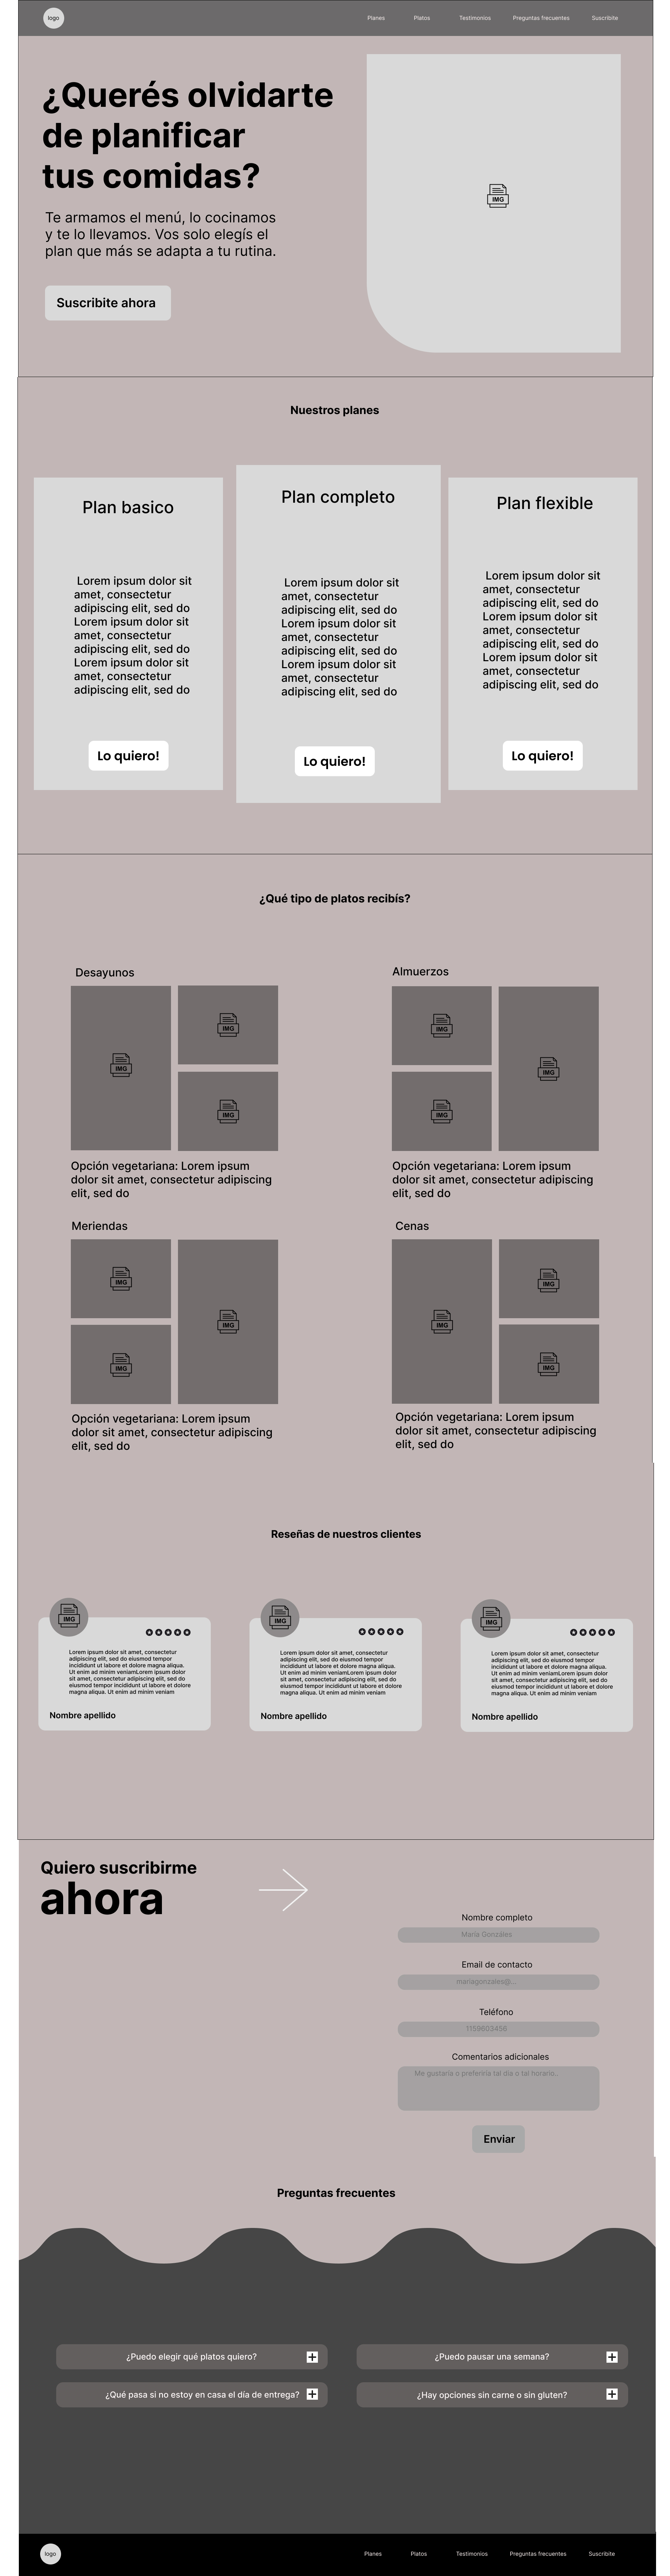 logo
Planes
Platos
Testimonios
Preguntas frecuentes
Suscribite
¿Querés olvidarte
de planificar
tus comidas?
Te armamos el menú, lo cocinamos
y te lo llevamos. Vos solo elegís el
plan que más se adapta a tu rutina.
IMG
Suscribite ahora
Nuestros planes
Plan basico
Lorem ipsum dolor sit
amet, consectetur
adipiscing elit, sed do
Lorem ipsum dolor sit
amet, consectetur
adipiscing elit, sed do
Lorem ipsum dolor sit
amet, consectetur
adipiscing elit, sed do
Lo quiero!
Plan completo
Lorem ipsum dolor sit
amet, consectetur
adipiscing elit, sed do
Lorem ipsum dolor sit
amet, consectetur
adipiscing elit, sed do
Lorem ipsum dolor sit
amet, consectetur
adipiscing elit, sed do
Lo quiero!
Plan flexible
Lorem ipsum dolor sit
amet, consectetur
adipiscing elit, sed do
Lorem ipsum dolor sit
amet, consectetur
adipiscing elit, sed do
Lorem ipsum dolor sit
amet, consectetur
adipiscing elit, sed do
Lo quiero!
¿Qué tipo de platos recibís?
Desayunos
IMG
IMG
IMG
Opción vegetariana: Lorem ipsum
dolor sit amet, consectetur adipiscing
elit, sed do
Almuerzos
IMG
IMG
IMG
Opción vegetariana: Lorem ipsum
dolor sit amet, consectetur adipiscing
elit, sed do
Meriendas
IMG
IMG
IMG
Opción vegetariana: Lorem ipsum
dolor sit amet, consectetur adipiscing
elit, sed do
Cenas
IMG
IMG
IMG
Opción vegetariana: Lorem ipsum
dolor sit amet, consectetur adipiscing
elit, sed do
Reseñas de nuestros clientes
IMG
Lorem ipsum dolor sit amet, consectetur
adipiscing elit, sed do eiusmod tempor
incididunt ut labore et dolore magna aliqua.
Ut enim ad minim veniamLorem ipsum dolor
sit amet, consectetur adipiscing elit, sed do
eiusmod tempor incididunt ut labore et dolore
magna aliqua. Ut enim ad minim veniam
Nombre apellido
IMG
Lorem ipsum dolor sit amet, consectetur
adipiscing elit, sed do eiusmod tempor
incididunt ut labore et dolore magna aliqua.
Ut enim ad minim veniamLorem ipsum dolor
sit amet, consectetur adipiscing elit, sed do
eiusmod tempor incididunt ut labore et dolore
magna aliqua. Ut enim ad minim veniam
Nombre apellido
IMG
Lorem ipsum dolor sit amet, consectetur
adipiscing elit, sed do eiusmod tempor
incididunt ut labore et dolore magna aliqua.
Ut enim ad minim veniamLorem ipsum dolor
sit amet, consectetur adipiscing elit, sed do
eiusmod tempor incididunt ut labore et dolore
magna aliqua. Ut enim ad minim veniam
Nombre apellido
Quiero suscribirme
ahora
Nombre completo
María Gonzáles
Email de contacto
mariagonzales@...
Teléfono
1159603456
Comentarios adicionales
Me gustaría o preferiría tal día o tal horario..
Enviar
Preguntas frecuentes
¿Puedo elegir qué platos quiero?
¿Puedo pausar una semana?
¿Qué pasa si no estoy en casa el día de entrega?
¿Hay opciones sin carne o sin gluten?
logo
Planes
Platos
Testimonios
Preguntas frecuentes
Suscribite